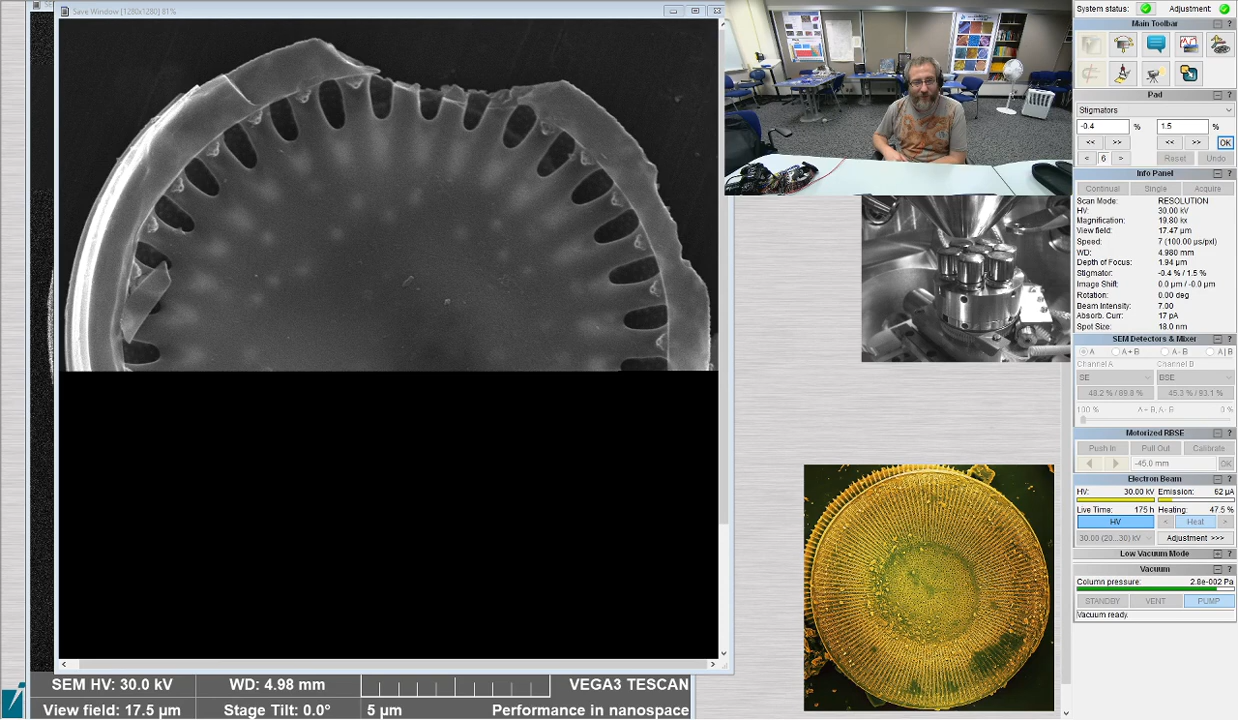 Save Window [1280x1280] 81%
System status:
Adjustment:
Main Toolbar
Pad
Stigmators
-0.4 % 1.5 %
<< >> << >> OK
< 6 > Reset Undo
Info Panel
Continual Single Acquire
Scan Mode: RESOLUTION
HV: 30.00 kV
Magnification: 19.80 kx
View field: 17.47 µm
Speed: 7 (100.00 µs/pxl)
WD: 4.980 mm
Depth of Focus: 1.94 µm
Stigmator: -0.4 % / 1.5 %
Image Shift: 0.0 µm / -0.0 µm
Rotation: 0.00 deg
Beam Intensity: 7.00
Absorb. Curr: 17 pA
Spot Size: 18.0 nm
SEM Detectors & Mixer
A A+B A-B A|B
Channel A Channel B
SE BSE
48.2 % / 89.8 % 45.3 % / 93.1 %
100 % A+B, A-B 0 %
Motorized RBSE
Push In Pull Out Calibrate
-45.0 mm OK
Electron Beam
HV: 30.00 kV Emission: 62 µA
Live Time: 175 h Heating: 47.5 %
HV < Heat >
30.00 (20...30) kV Adjustment >>>
Low Vacuum Mode
Vacuum
Column pressure: 2.8e-002 Pa
STANDBY VENT PUMP
Vacuum ready.
SEM HV: 30.0 kV WD: 4.98 mm VEGA3 TESCAN
View field: 17.5 µm Stage Tilt: 0.0° 5 µm Performance in nanospace